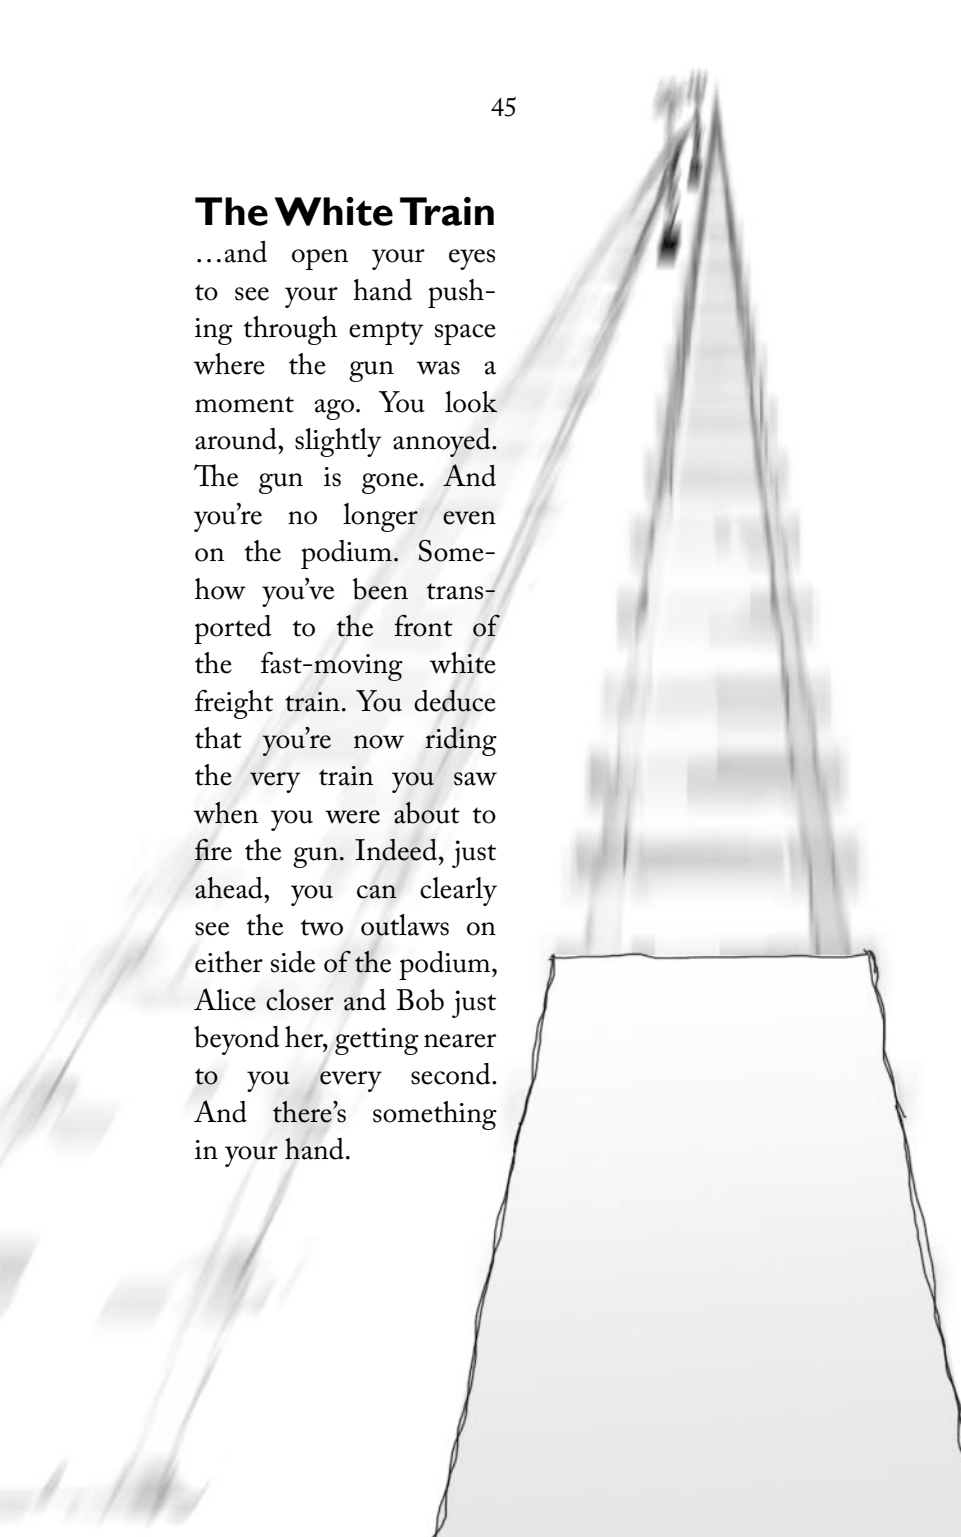 45
The White Train
…and open your eyes
to see your hand push-
ing through empty space
where the gun was a
moment ago. You look
around, slightly annoyed.
The gun is gone. And
you’re no longer even
on the podium. Some-
how you’ve been trans-
ported to the front of
the fast-moving white
freight train. You deduce
that you’re now riding
the very train you saw
when you were about to
fire the gun. Indeed, just
ahead, you can clearly
see the two outlaws on
either side of the podium,
Alice closer and Bob just
beyond her, getting nearer
to you every second.
And there’s something
in your hand.